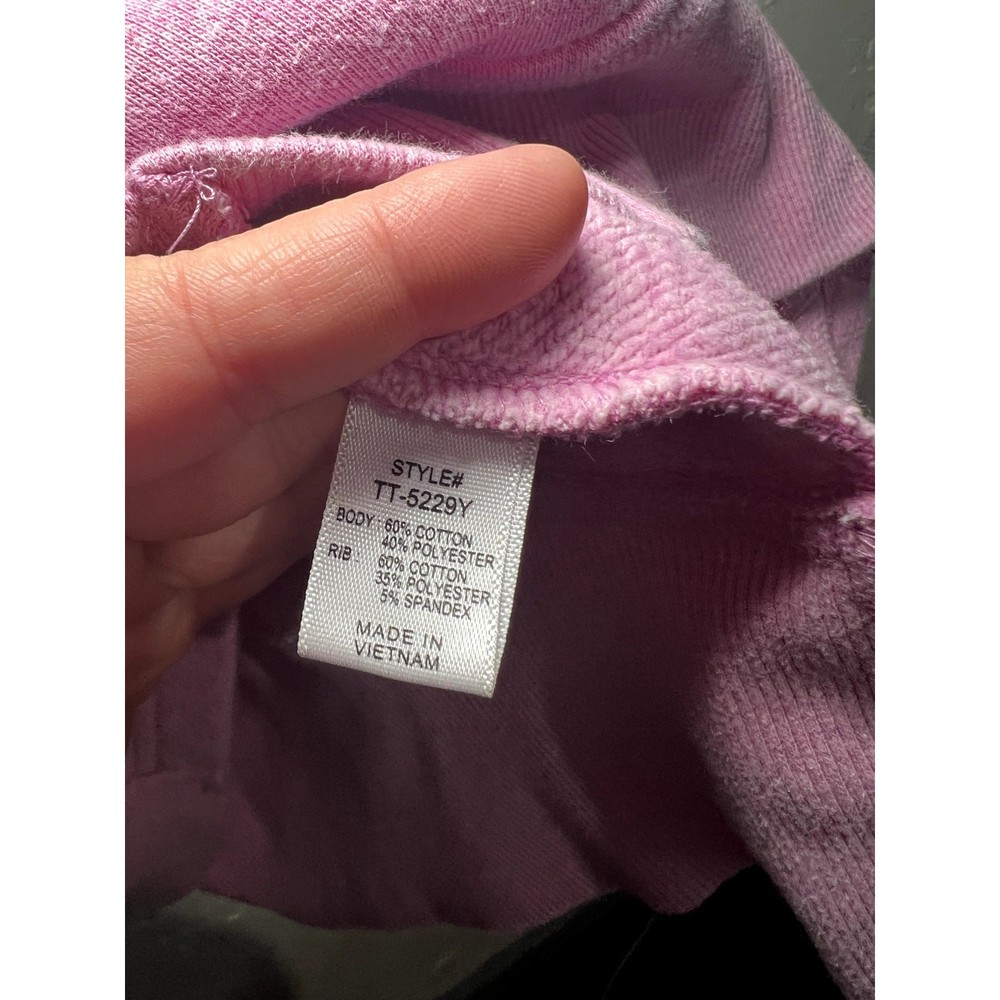 STYLE#
TT-5229Y
BODY : 60% COTTON
40% POLYESTER
RIB : 60% COTTON
35% POLYESTER
5% SPANDEX
MADE IN
VIETNAM